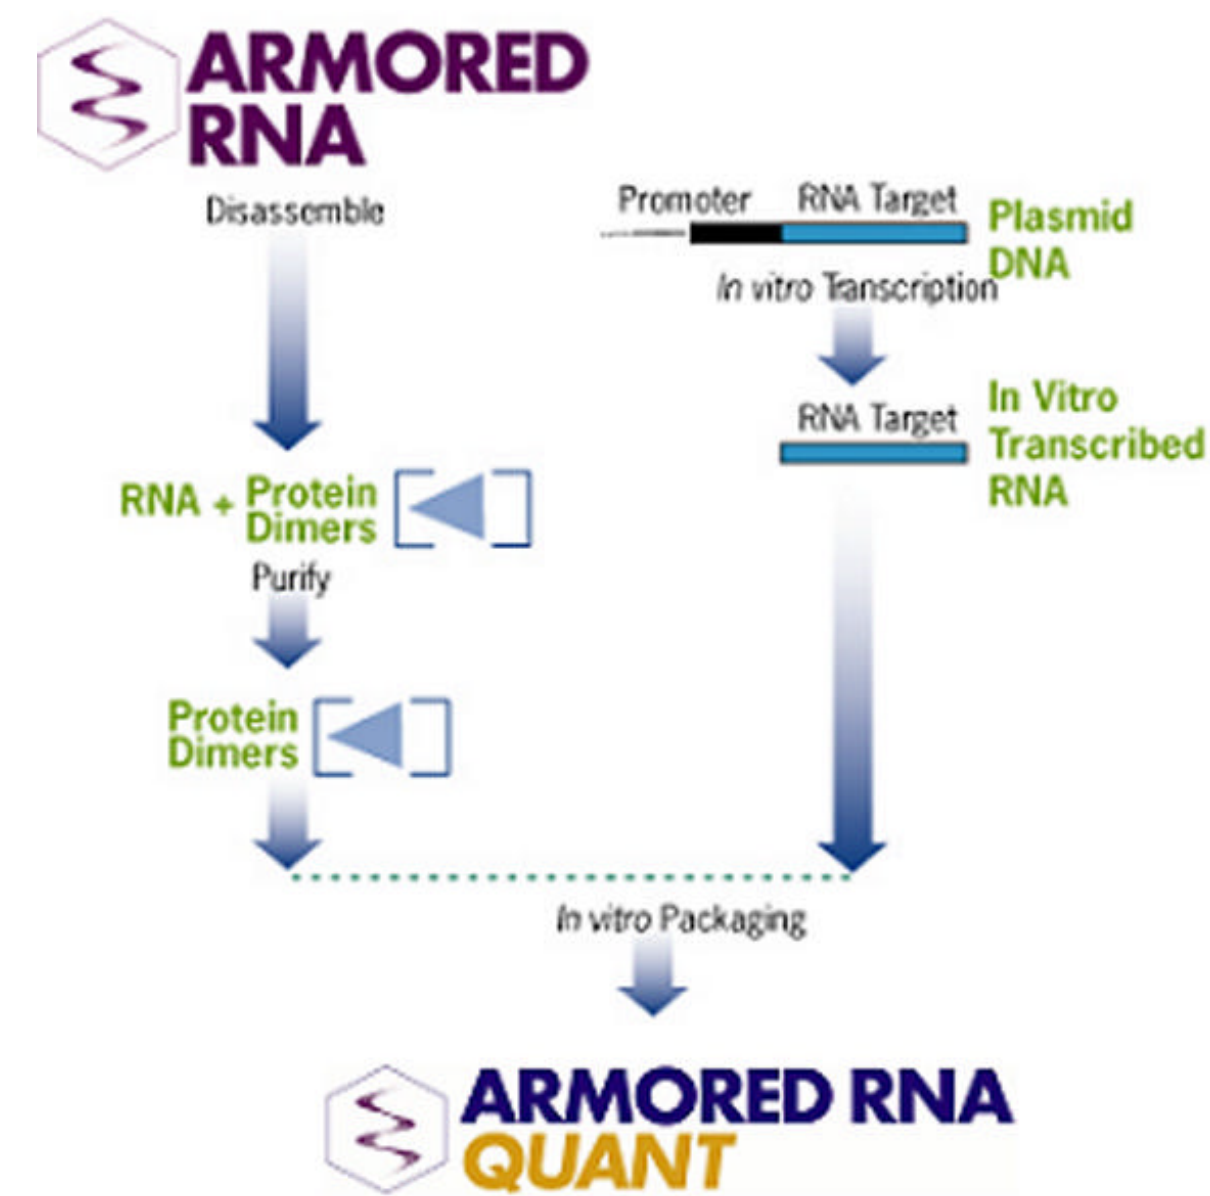 ARMORED
RNA
Disassemble
Promoter RNA Target
Plasmid
DNA
In vitro Transcription
RNA Target
In Vitro
Transcribed
RNA
RNA + Protein
Dimers
Purify
Protein
Dimers
In vitro Packaging
ARMORED RNA
QUANT